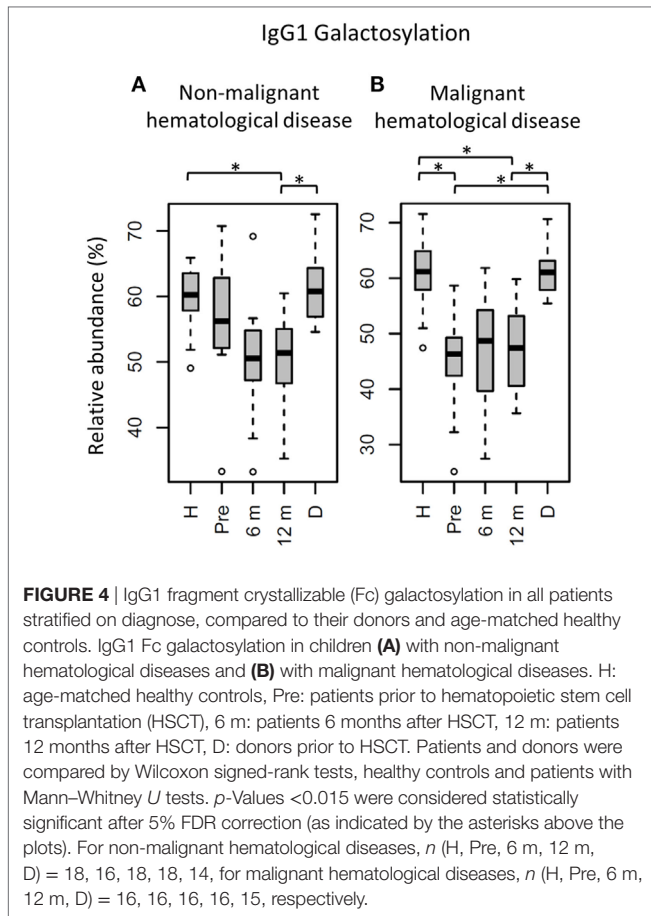 IgG1 Galactosylation
A
Non-malignant
hematological disease
B
Malignant
hematological disease
*
*
*
*
*
*
Relative abundance (%)
70
60
50
40
H
Pre
6 m
12 m
D
70
60
50
40
30
H
Pre
6 m
12 m
D
FIGURE 4 | IgG1 fragment crystallizable (Fc) galactosylation in all patients
stratified on diagnose, compared to their donors and age-matched healthy
controls. IgG1 Fc galactosylation in children (A) with non-malignant
hematological diseases and (B) with malignant hematological diseases. H:
age-matched healthy controls, Pre: patients prior to hematopoietic stem cell
transplantation (HSCT), 6 m: patients 6 months after HSCT, 12 m: patients
12 months after HSCT, D: donors prior to HSCT. Patients and donors were
compared by Wilcoxon signed-rank tests, healthy controls and patients with
Mann–Whitney U tests. p-Values <0.015 were considered statistically
significant after 5% FDR correction (as indicated by the asterisks above the
plots). For non-malignant hematological diseases, n (H, Pre, 6 m, 12 m,
D) = 18, 16, 18, 18, 14, for malignant hematological diseases, n (H, Pre, 6 m,
12 m, D) = 16, 16, 16, 16, 15, respectively.